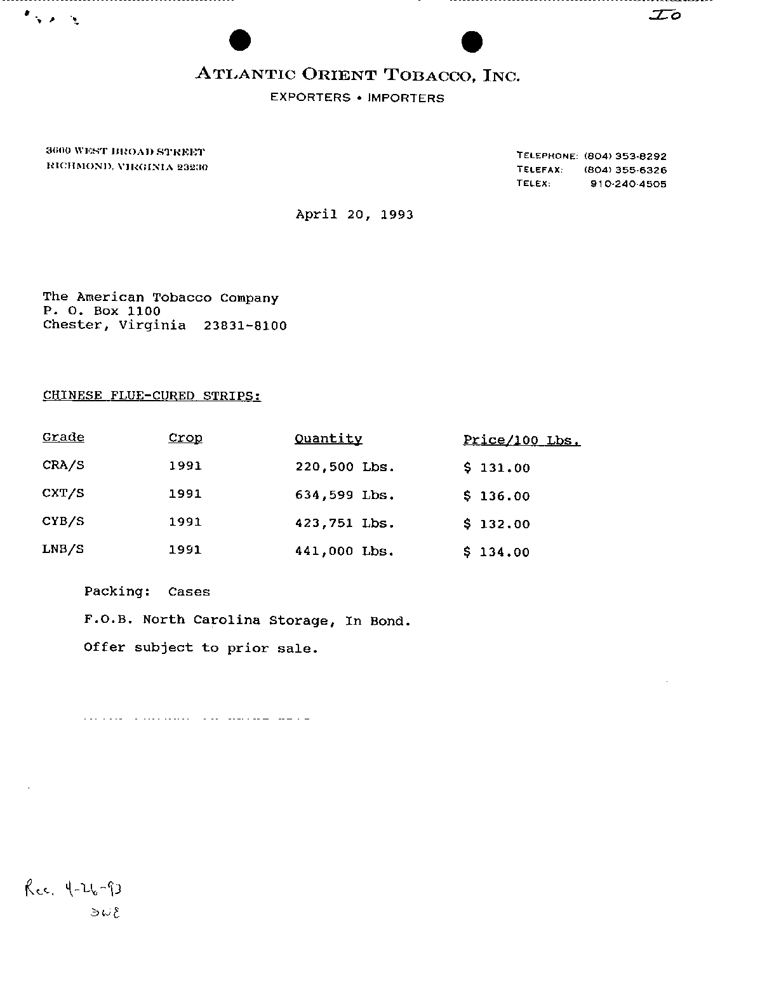 IO
ATLANTIC ORIENT TOBACCO, INC.
EXPORTERS • IMPORTERS
3600 WEST BROAD STREET
RICHMOND, VIRGINIA 23230
TELEPHONE: (804) 353-8292
TELEFAX: (804) 355-6326
TELEX: 910-240-4505
April 20, 1993
The American Tobacco Company
P. O. Box 1100
Chester, Virginia 23831-8100
CHINESE FLUE-CURED STRIPS:
Grade Crop Quantity Price/100 Lbs.
CRA/S 1991 220,500 Lbs. $ 131.00
CXT/S 1991 634,599 Lbs. $ 136.00
CYB/S 1991 423,751 Lbs. $ 132.00
LNB/S 1991 441,000 Lbs. $ 134.00
Packing: Cases
F.O.B. North Carolina Storage, In Bond.
Offer subject to prior sale.
Rec. 4-26-93
DWE